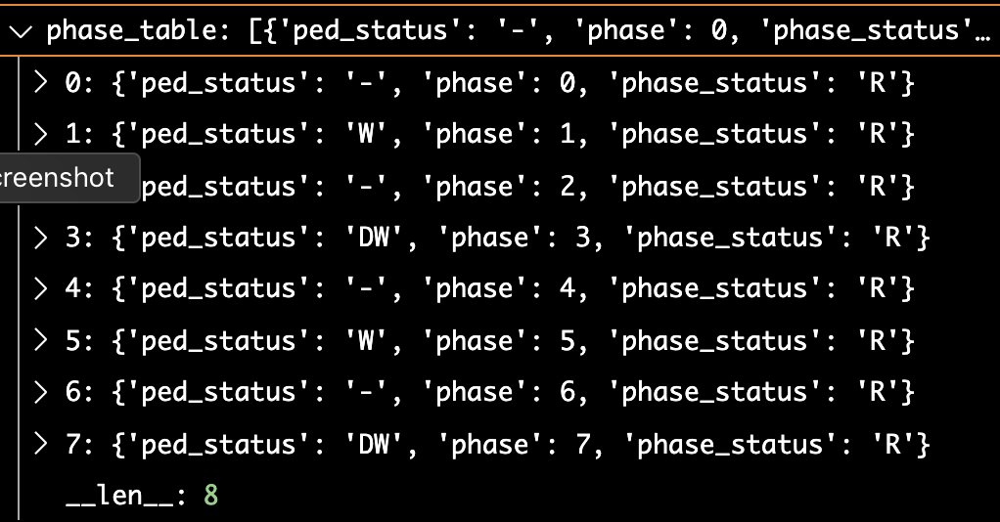 phase_table: [{'ped_status': '-', 'phase': 0, 'phase_status'…
0: {'ped_status': '-', 'phase': 0, 'phase_status': 'R'}
1: {'ped_status': 'W', 'phase': 1, 'phase_status': 'R'}
creenshot
ped_status': '-', 'phase': 2, 'phase_status': 'R'}
3: {'ped_status': 'DW', 'phase': 3, 'phase_status': 'R'}
4: {'ped_status': '-', 'phase': 4, 'phase_status': 'R'}
5: {'ped_status': 'W', 'phase': 5, 'phase_status': 'R'}
6: {'ped_status': '-', 'phase': 6, 'phase_status': 'R'}
7: {'ped_status': 'DW', 'phase': 7, 'phase_status': 'R'}
__len__: 8